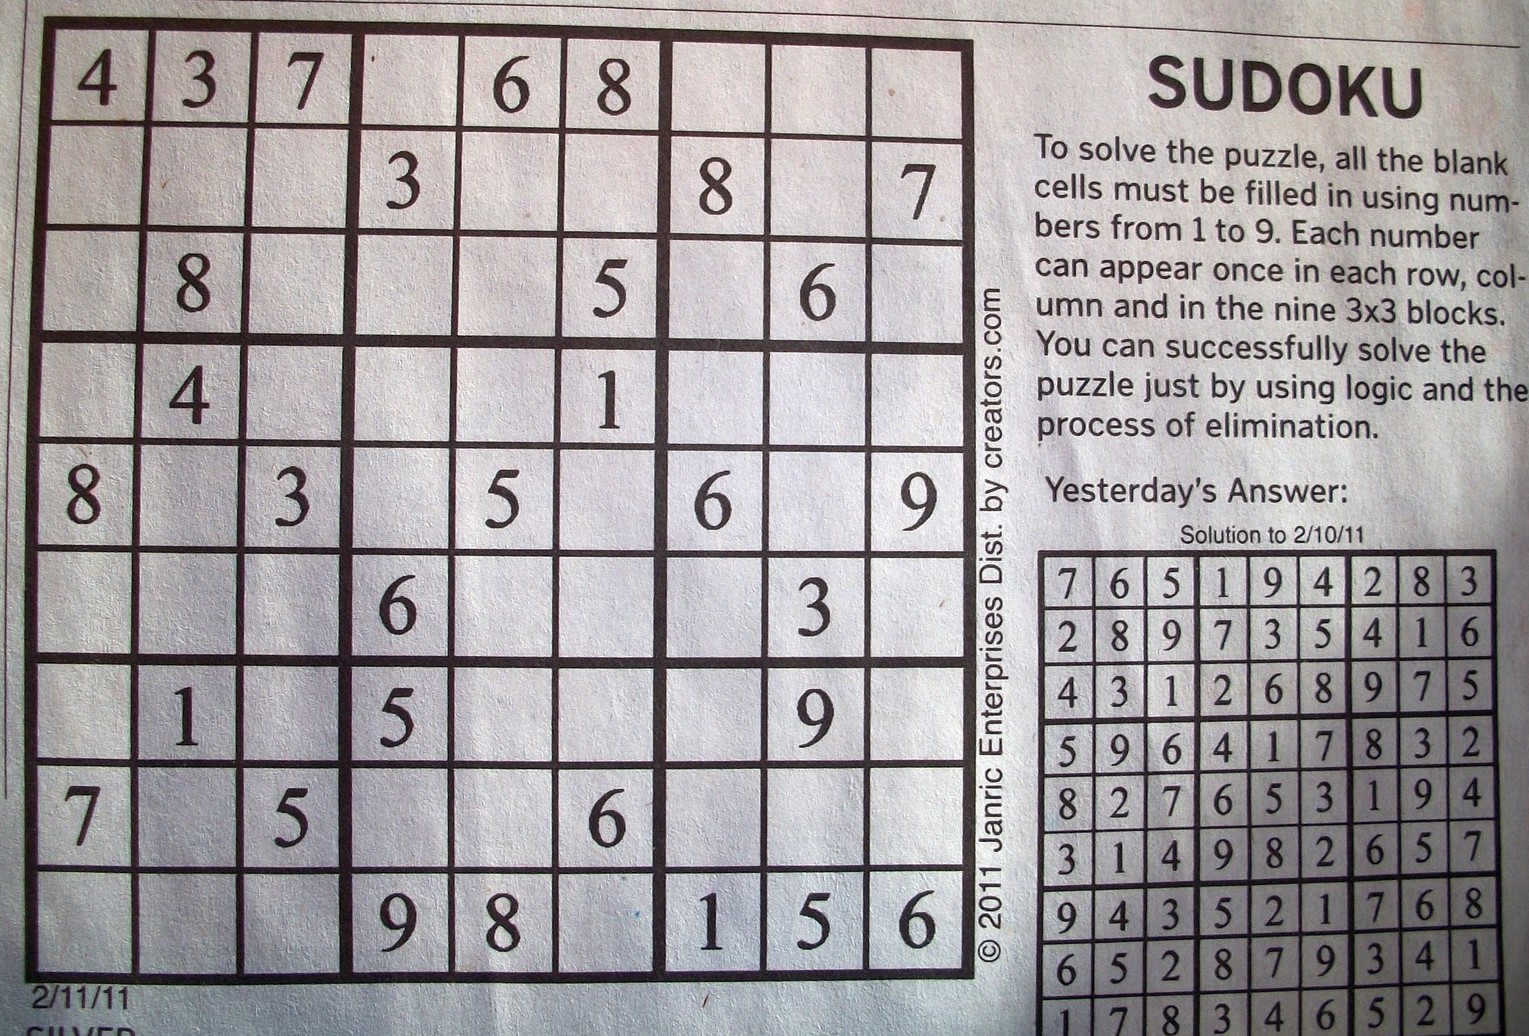 4 3 7 6 8
3 8 7
8 5 6
4 1
8 3 5 6 9
6 3
1 5 9
7 5 6
9 8 1 5 6
2/11/11
© 2011 Janric Enterprises Dist. by creators.com
SUDOKU
To solve the puzzle, all the blank
cells must be filled in using num-
bers from 1 to 9. Each number
can appear once in each row, col-
umn and in the nine 3x3 blocks.
You can successfully solve the
puzzle just by using logic and the
process of elimination.
Yesterday's Answer:
Solution to 2/10/11
7 6 5 1 9 4 2 8 3
2 8 9 7 3 5 4 1 6
4 3 1 2 6 8 9 7 5
5 9 6 4 1 7 8 3 2
8 2 7 6 5 3 1 9 4
3 1 4 9 8 2 6 5 7
9 4 3 5 2 1 7 6 8
6 5 2 8 7 9 3 4 1
1 7 8 3 4 6 5 2 9